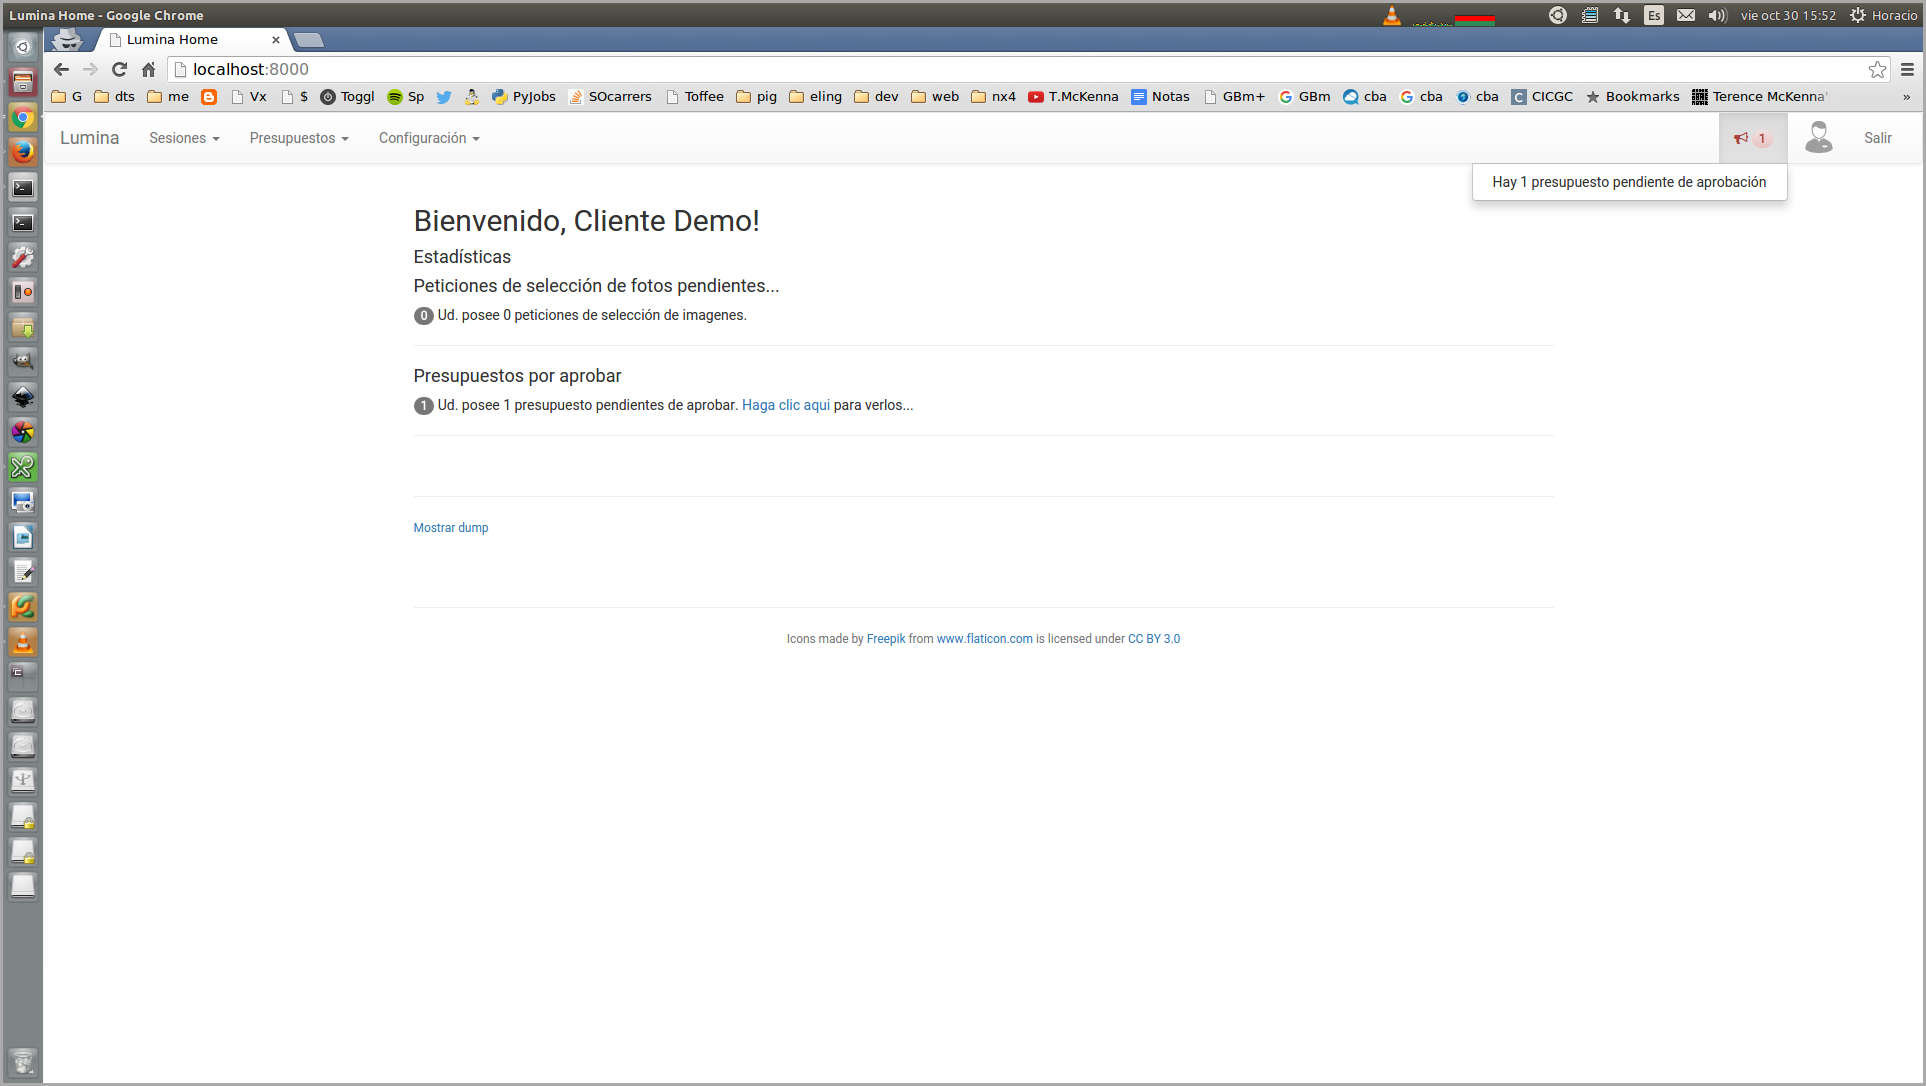 Lumina Home - Google Chrome
Es
vie oct 30 15:52
Horacio
Lumina Home
localhost:8000
G
dts
me
Vx
$
Toggl
Sp
PyJobs
SOcarrers
Toffee
pig
eling
dev
web
nx4
T.McKenna
Notas
GBm+
GBm
cba
cba
cba
CICGC
Bookmarks
Terence McKenna'
»
Lumina
Sesiones
Presupuestos
Configuración
1
Salir
Hay 1 presupuesto pendiente de aprobación
Bienvenido, Cliente Demo!
Estadísticas
Peticiones de selección de fotos pendientes...
0 Ud. posee 0 peticiones de selección de imagenes.
Presupuestos por aprobar
1 Ud. posee 1 presupuesto pendientes de aprobar. Haga clic aqui para verlos...
Mostrar dump
Icons made by Freepik from www.flaticon.com is licensed under CC BY 3.0